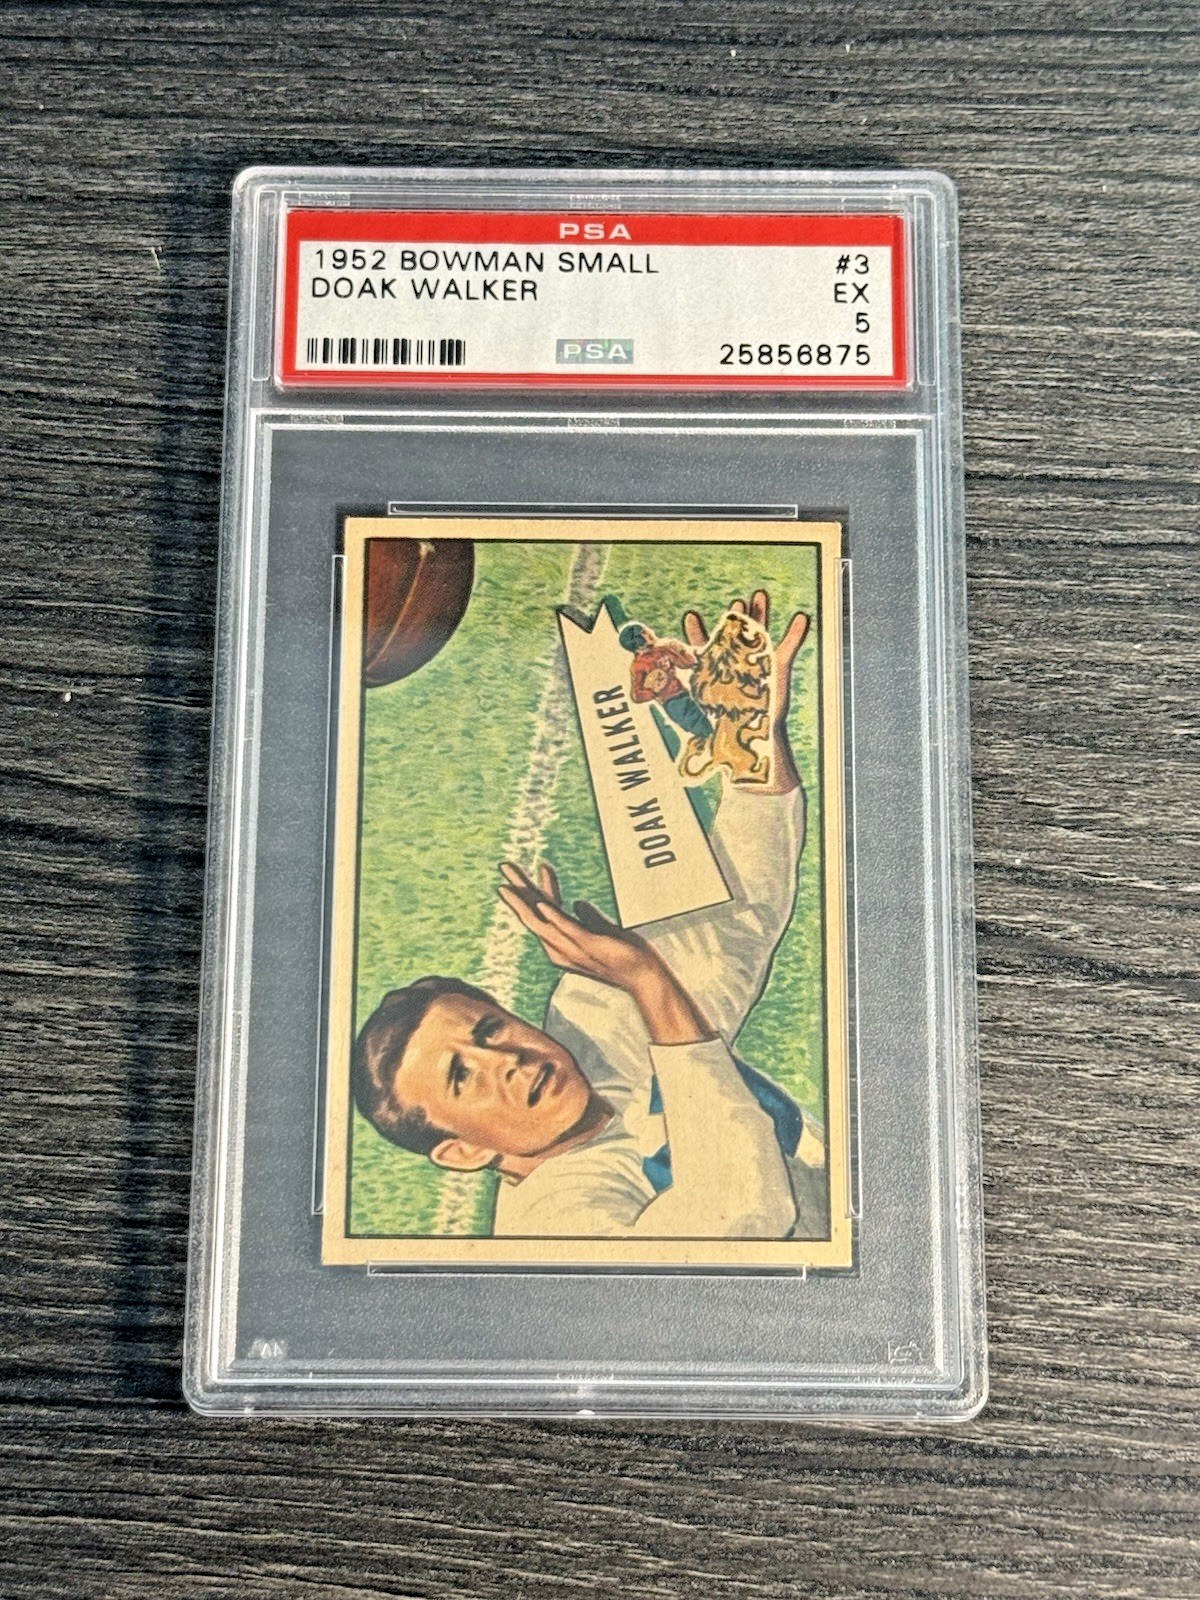 PSA
1952 BOWMAN SMALL #3
DOAK WALKER EX
5
PSA 25856875
DOAK WALKER